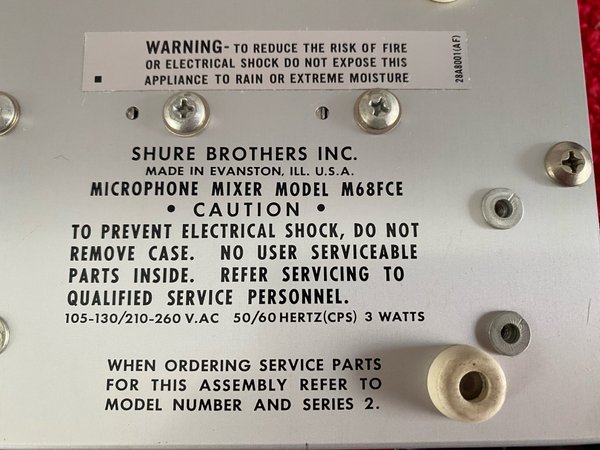 WARNING- TO REDUCE THE RISK OF FIRE
OR ELECTRICAL SHOCK DO NOT EXPOSE THIS
APPLIANCE TO RAIN OR EXTREME MOISTURE
28A8001(AF)
SHURE BROTHERS INC.
MADE IN EVANSTON, ILL. U.S.A.
MICROPHONE MIXER MODEL M68FCE
• CAUTION •
TO PREVENT ELECTRICAL SHOCK, DO NOT
REMOVE CASE. NO USER SERVICEABLE
PARTS INSIDE. REFER SERVICING TO
QUALIFIED SERVICE PERSONNEL.
105-130/210-260 V.AC 50/60 HERTZ(CPS) 3 WATTS
WHEN ORDERING SERVICE PARTS
FOR THIS ASSEMBLY REFER TO
MODEL NUMBER AND SERIES 2.